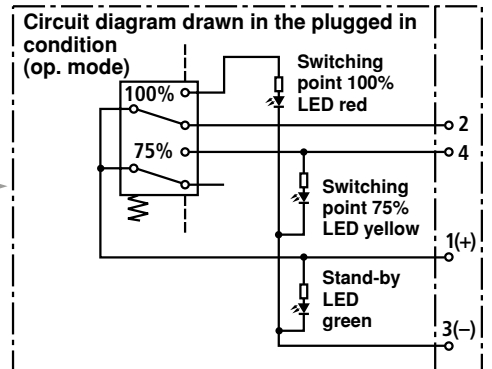 Circuit diagram drawn in the plugged in
condition
(op. mode)
Switching
point 100%
LED red
100%
2
75%
4
Switching
point 75%
LED yellow
1(+)
Stand-by
LED
green
3(–)